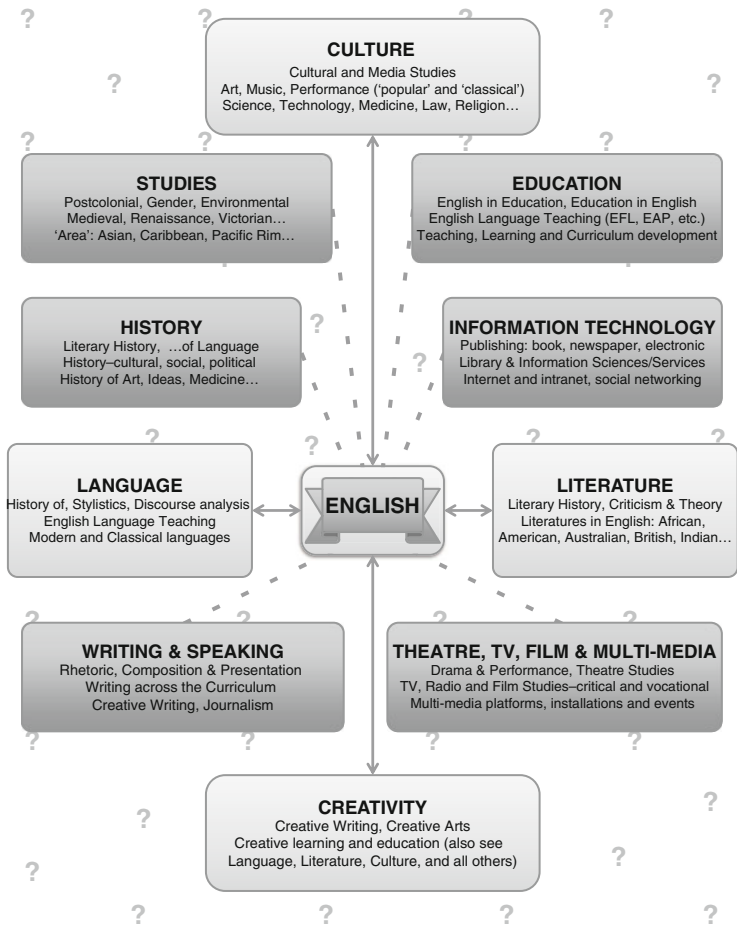 ? ? ?
CULTURE
Cultural and Media Studies
Art, Music, Performance (‘popular’ and ‘classical’)
Science, Technology, Medicine, Law, Religion…
? ?
? ? ?
STUDIES
Postcolonial, Gender, Environmental
Medieval, Renaissance, Victorian…
‘Area’: Asian, Caribbean, Pacific Rim…
EDUCATION
English in Education, Education in English
English Language Teaching (EFL, EAP, etc.)
Teaching, Learning and Curriculum development
HISTORY
Literary History, …of Language
History–cultural, social, political
History of Art, Ideas, Medicine…
?
?
INFORMATION TECHNOLOGY
Publishing: book, newspaper, electronic
Library & Information Sciences/Services
Internet and intranet, social networking
? ? ? ?
LANGUAGE
History of, Stylistics, Discourse analysis
English Language Teaching
Modern and Classical languages
ENGLISH
LITERATURE
Literary History, Criticism & Theory
Literatures in English: African,
American, Australian, British, Indian…
? ? ? ?
WRITING & SPEAKING
Rhetoric, Composition & Presentation
Writing across the Curriculum
Creative Writing, Journalism
THEATRE, TV, FILM & MULTI-MEDIA
Drama & Performance, Theatre Studies
TV, Radio and Film Studies–critical and vocational
Multi-media platforms, installations and events
? ? ? ?
CREATIVITY
Creative Writing, Creative Arts
Creative learning and education (also see
Language, Literature, Culture, and all others)
? ?
? ?
? ? ? ?